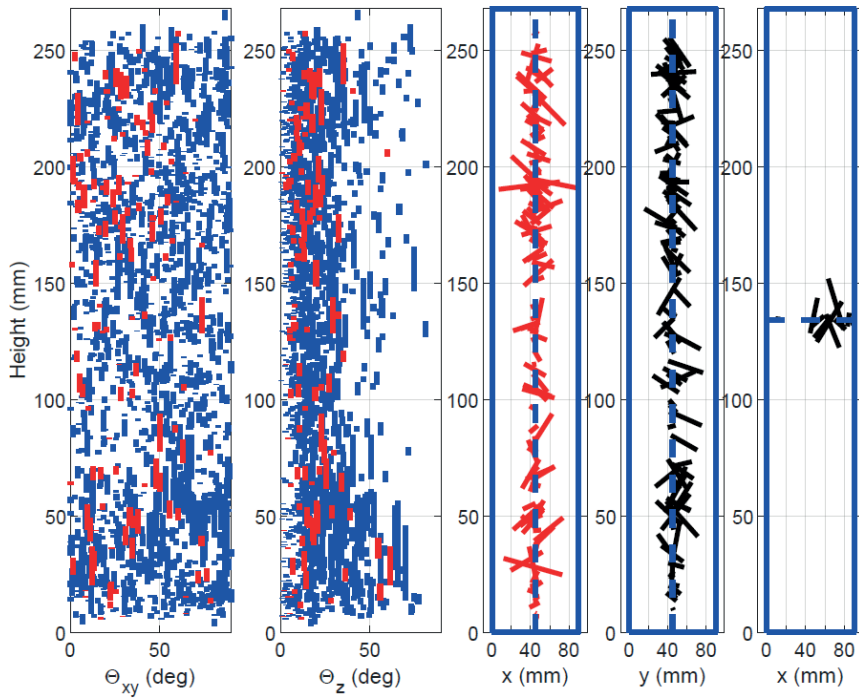 250 250 250 250 250
200 200 200 200 200
Height (mm)
150 150 150 150 150
100 100 100 100 100
50 50 50 50 50
0 0 0 0 0
0 50 0 50 0 40 80 0 40 80 0 40 80
Θxy (deg) Θz (deg) x (mm) y (mm) x (mm)